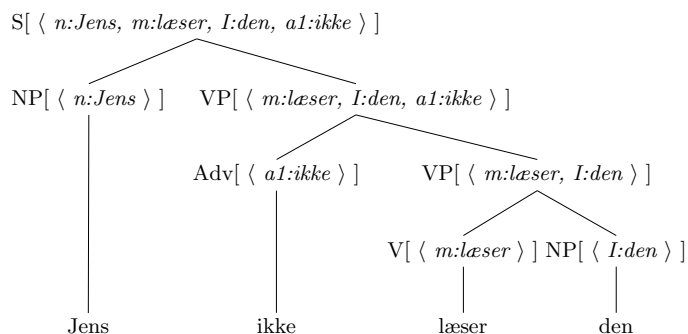 S[ ⟨ n:Jens, m:læser, I:den, a1:ikke ⟩ ]
NP[ ⟨ n:Jens ⟩ ] VP[ ⟨ m:læser, I:den, a1:ikke ⟩ ]
Adv[ ⟨ a1:ikke ⟩ ] VP[ ⟨ m:læser, I:den ⟩ ]
V[ ⟨ m:læser ⟩ ] NP[ ⟨ I:den ⟩ ]
Jens ikke læser den